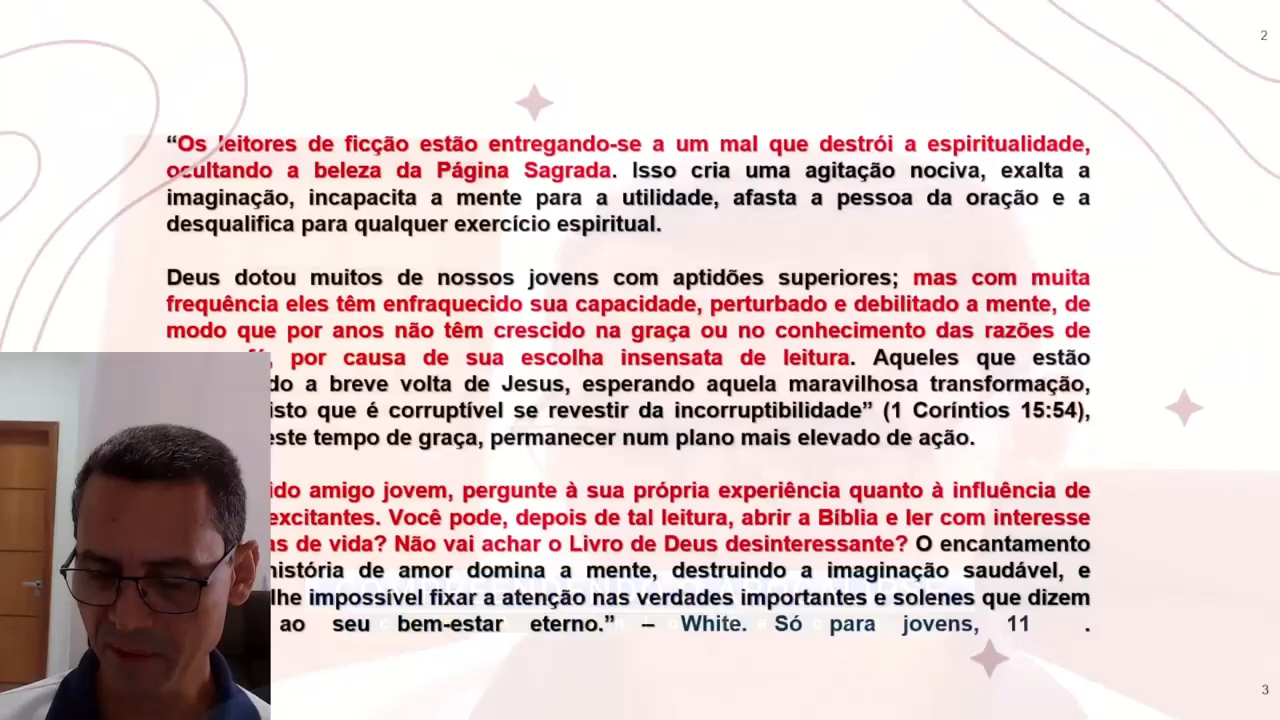 2
“Os leitores de ficção estão entregando-se a um mal que destrói a espiritualidade,
ocultando a beleza da Página Sagrada. Isso cria uma agitação nociva, exalta a
imaginação, incapacita a mente para a utilidade, afasta a pessoa da oração e a
desqualifica para qualquer exercício espiritual.
Deus dotou muitos de nossos jovens com aptidões superiores; mas com muita
frequência eles têm enfraquecido sua capacidade, perturbado e debilitado a mente, de
modo que por anos não têm crescido na graça ou no conhecimento das razões de
por causa de sua escolha insensata de leitura. Aqueles que estão
do a breve volta de Jesus, esperando aquela maravilhosa transformação,
isto que é corruptível se revestir da incorruptibilidade” (1 Coríntios 15:54),
este tempo de graça, permanecer num plano mais elevado de ação.
ido amigo jovem, pergunte à sua própria experiência quanto à influência de
excitantes. Você pode, depois de tal leitura, abrir a Bíblia e ler com interesse
as de vida? Não vai achar o Livro de Deus desinteressante? O encantamento
história de amor domina a mente, destruindo a imaginação saudável, e
lhe impossível fixar a atenção nas verdades importantes e solenes que dizem
ao seu bem-estar eterno.” – White. Só para jovens, 11 .
3